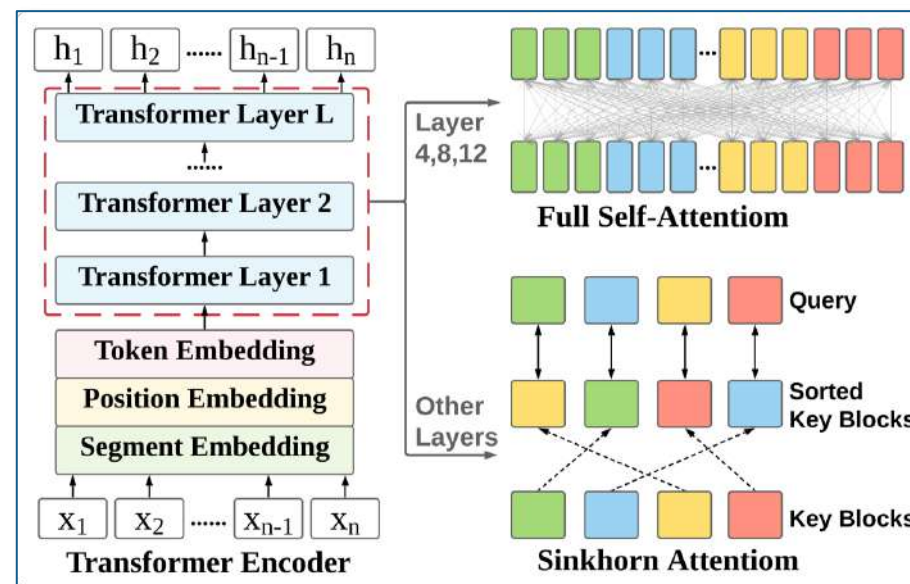 h1 h2 ...... hn-1 hn
Transformer Layer L
......
Transformer Layer 2
Transformer Layer 1
Token Embedding
Position Embedding
Segment Embedding
x1 x2 ...... xn-1 xn
Transformer Encoder
Layer
4,8,12
Other
Layers
...
...
Full Self-Attentiom
Query
Sorted
Key Blocks
Key Blocks
Sinkhorn Attentiom